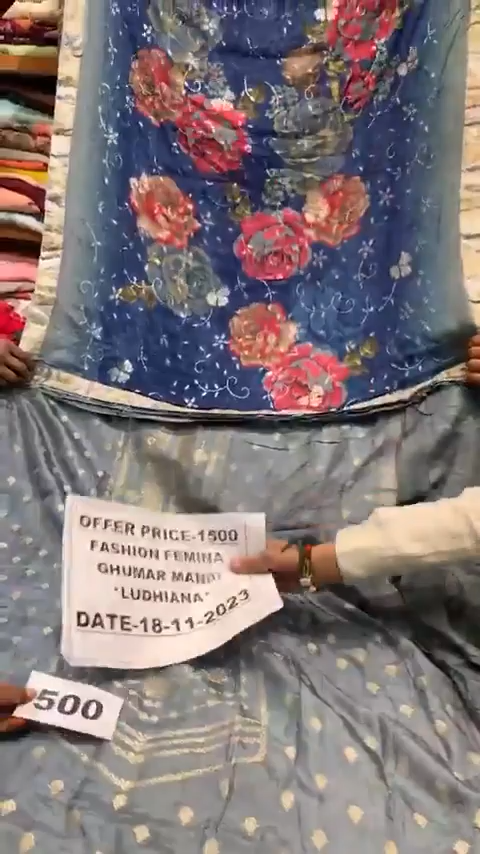 OFFER PRICE-1500
FASHION FEMINA
GHUMAR MANDI
"LUDHIANA"
DATE-18-11-2023
500